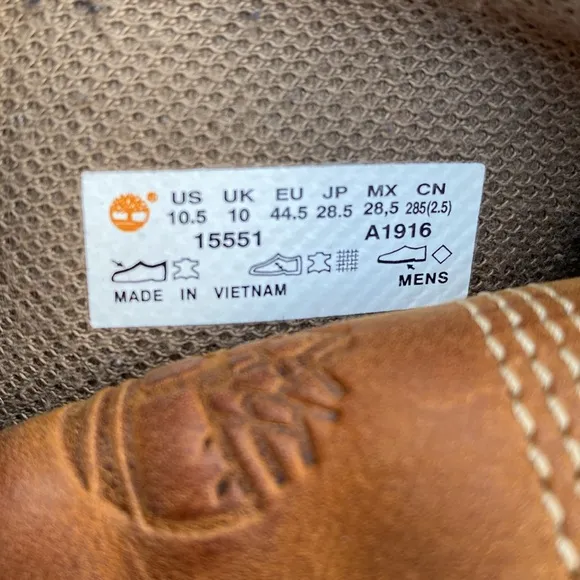 US UK EU JP MX CN
10.5 10 44.5 28.5 28,5 285(2.5)
15551 A1916
MADE IN VIETNAM MENS